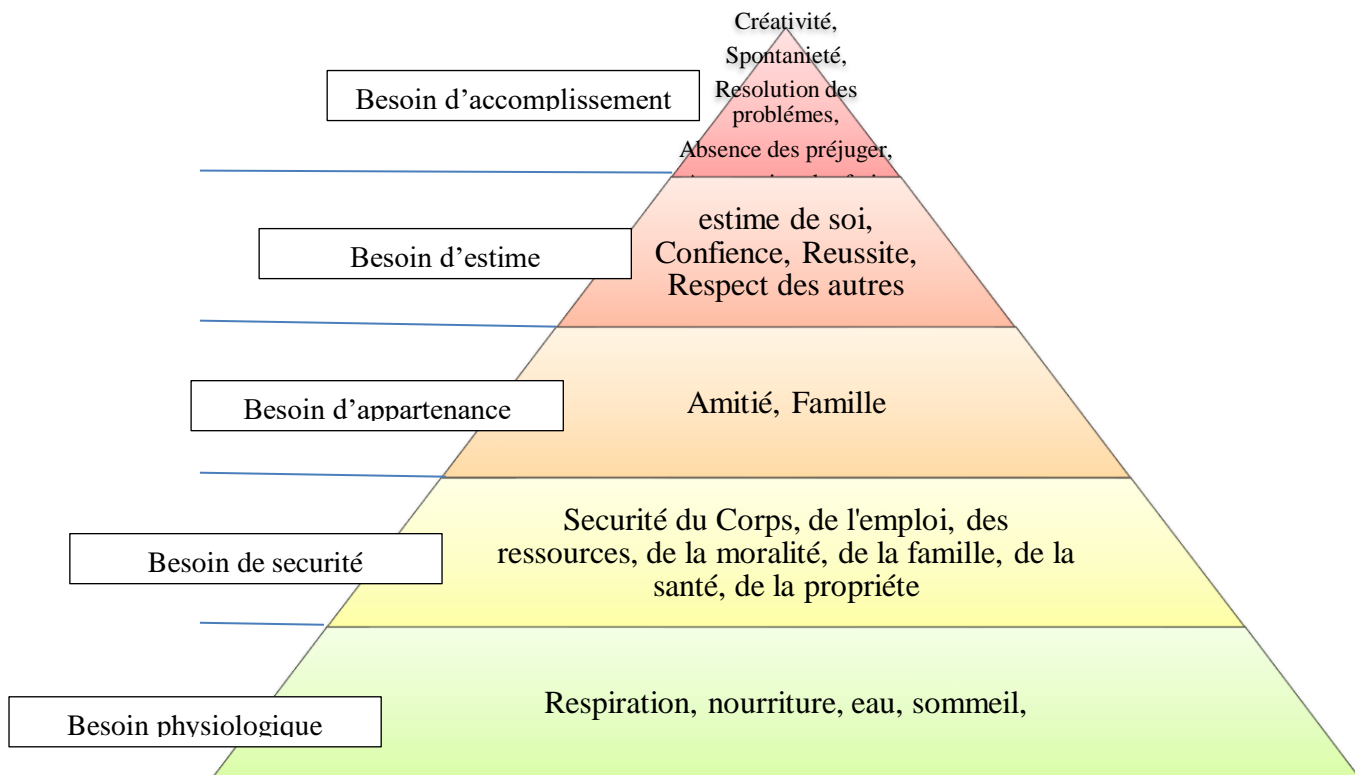 Créativité,
Spontanieté,
Resolution des
problémes,
Absence des préjuger,
Besoin d’accomplissement
estime de soi,
Confience, Reussite,
Respect des autres
Besoin d’estime
Amitié, Famille
Besoin d’appartenance
Securité du Corps, de l'emploi, des
ressources, de la moralité, de la famille, de la
santé, de la propriéte
Besoin de securité
Respiration, nourriture, eau, sommeil,
Besoin physiologique